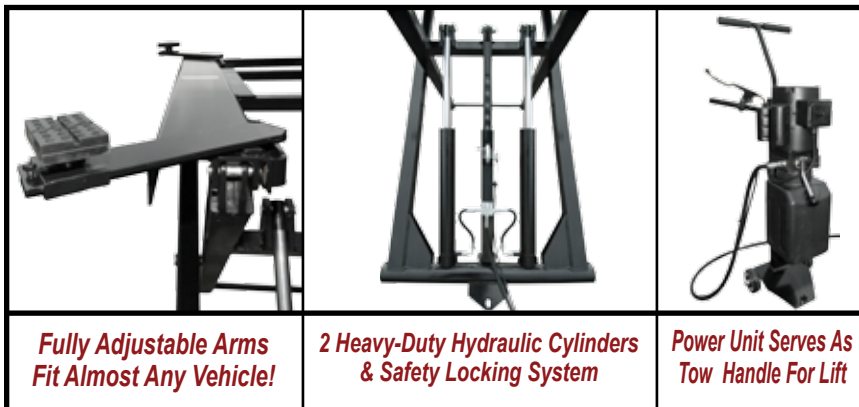 Fully Adjustable Arms
Fit Almost Any Vehicle!
2 Heavy-Duty Hydraulic Cylinders
& Safety Locking System
Power Unit Serves As
Tow Handle For Lift